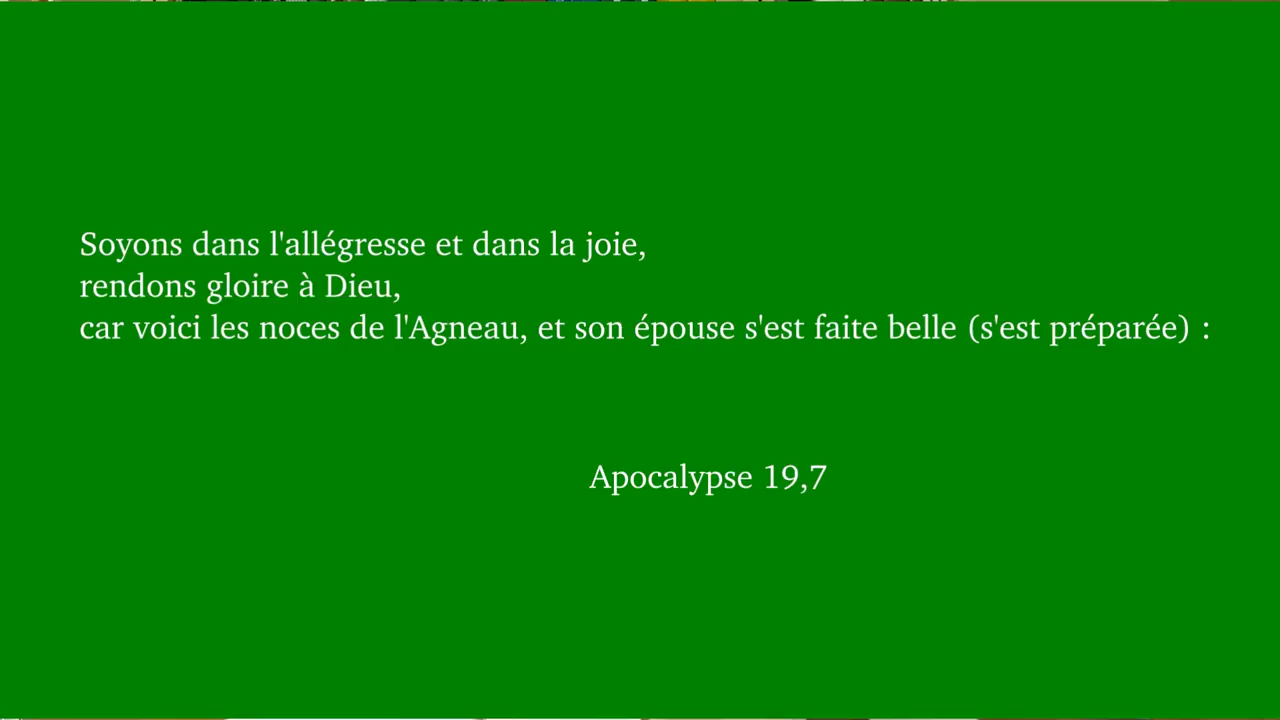 Soyons dans l'allégresse et dans la joie,
rendons gloire à Dieu,
car voici les noces de l'Agneau, et son épouse s'est faite belle (s'est préparée) :
Apocalypse 19,7